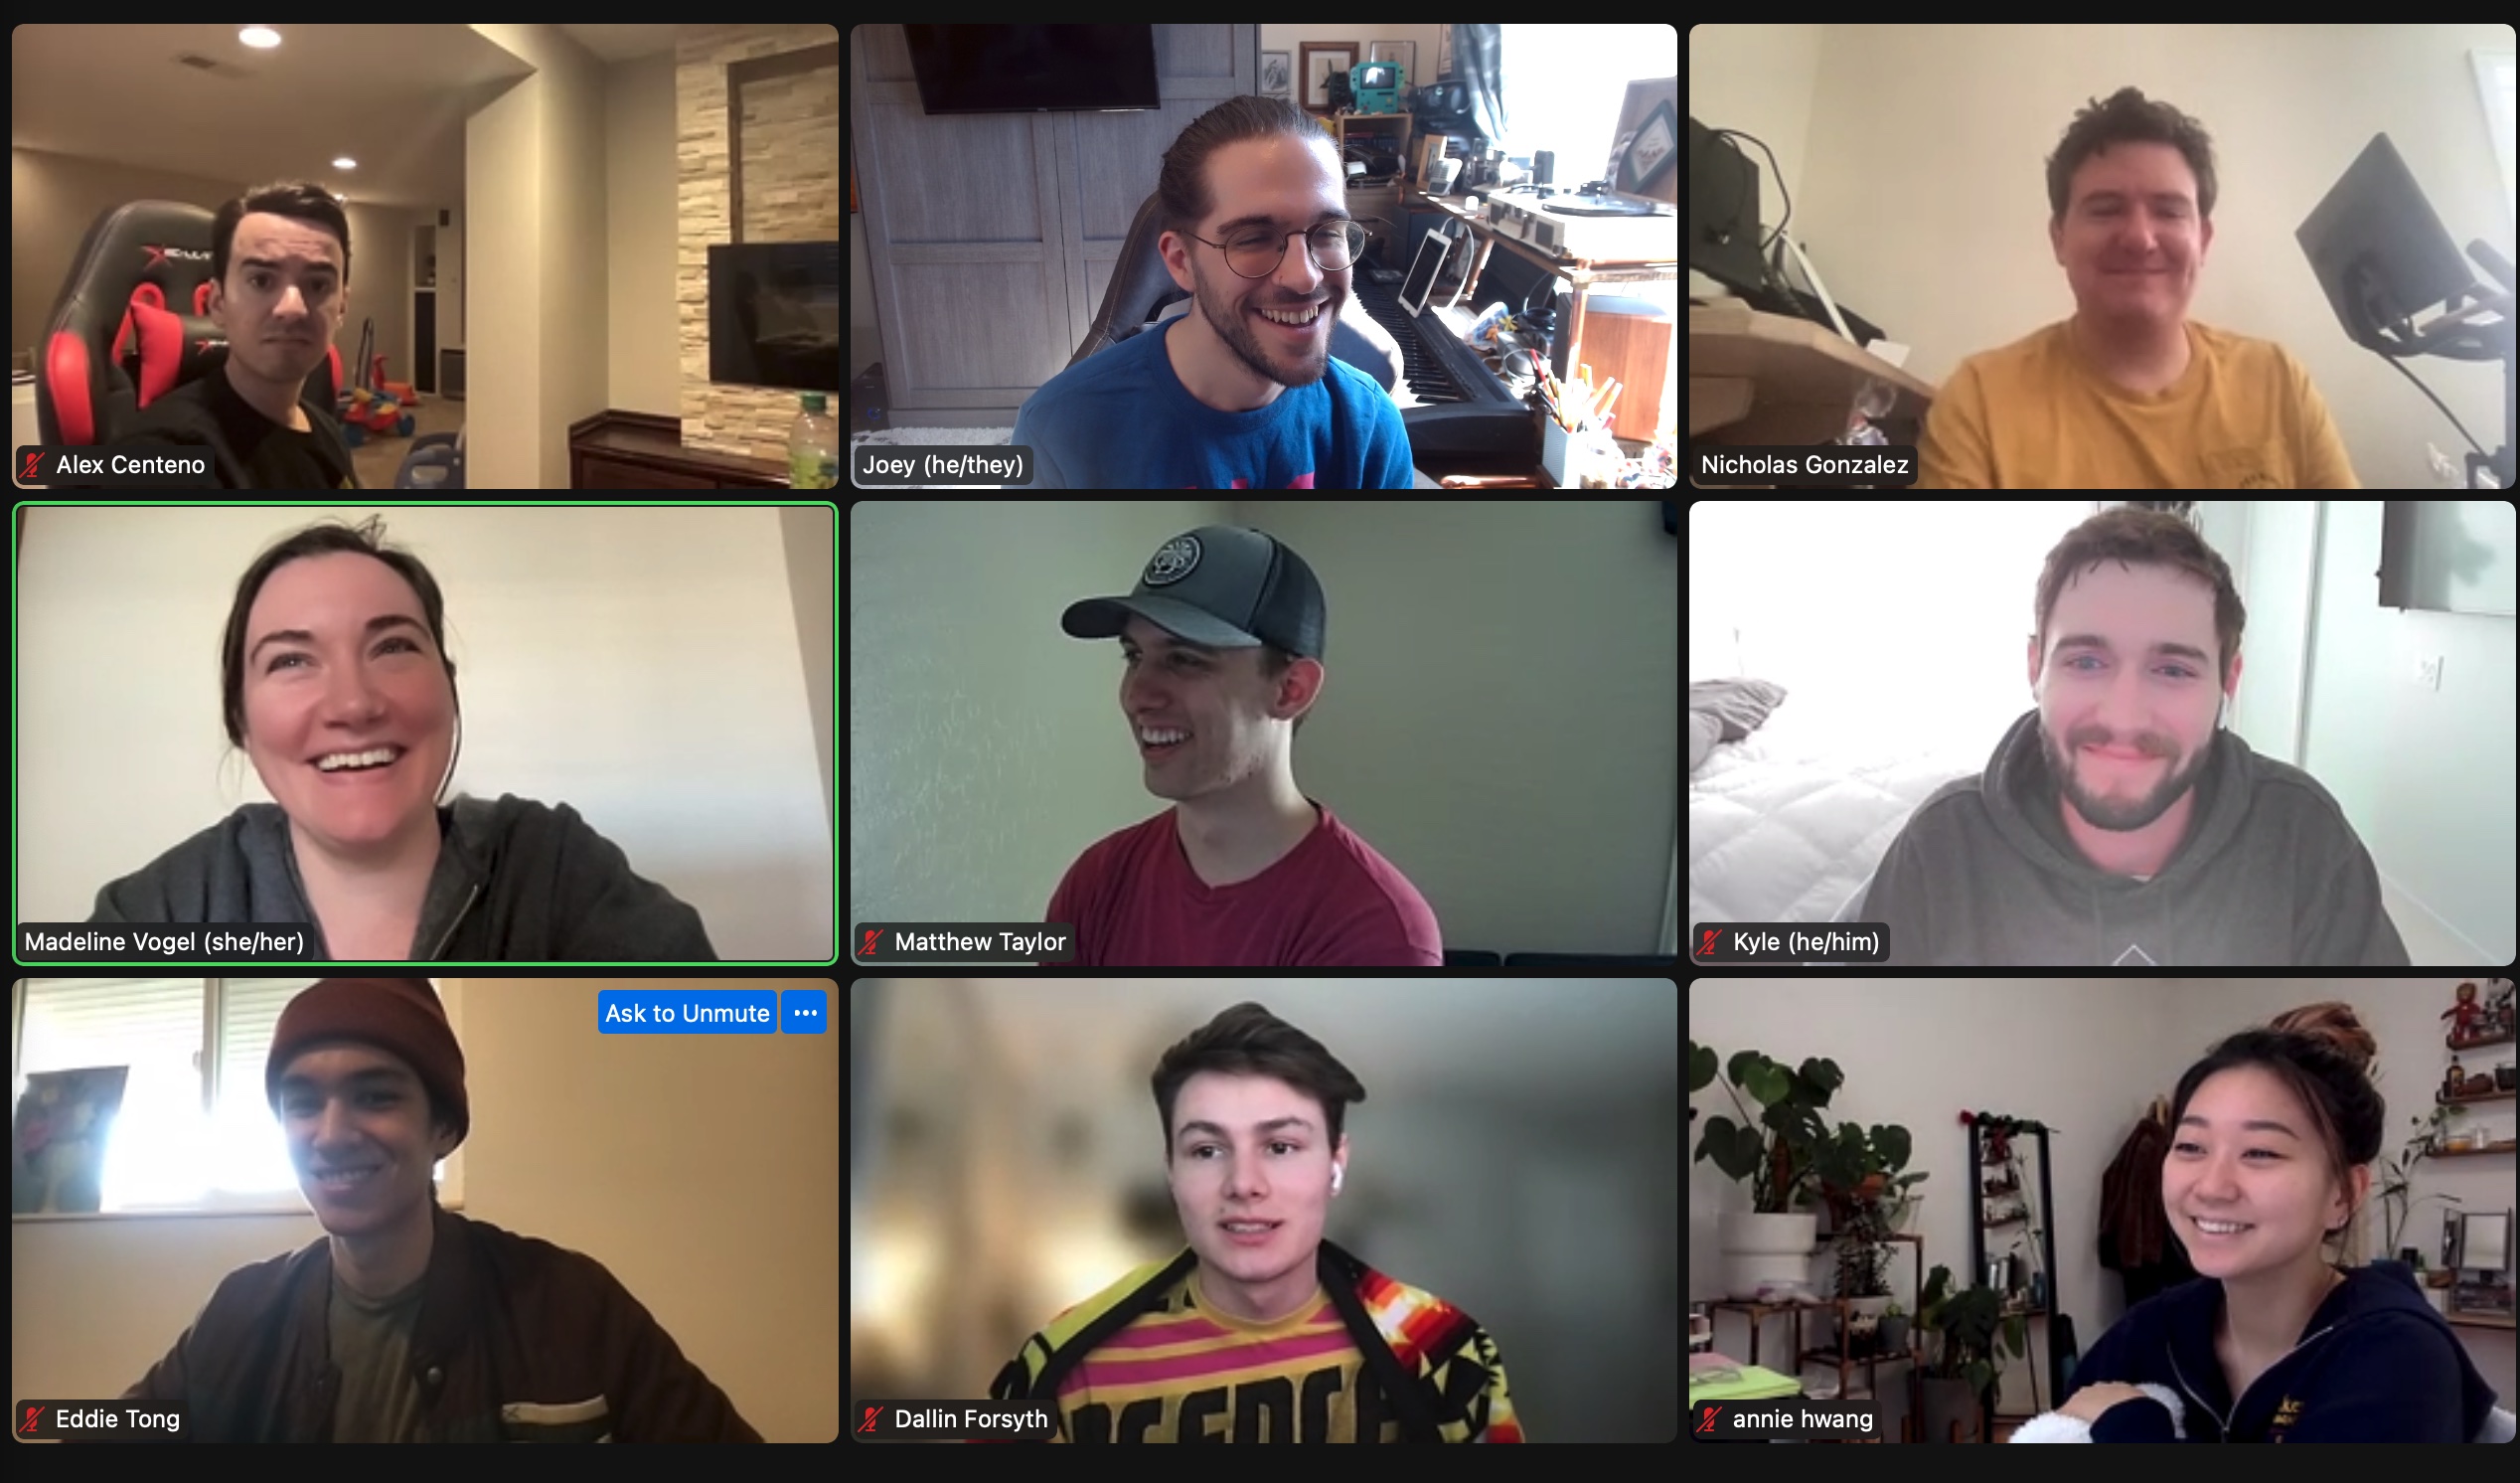 Alex Centeno
Joey (he/they)
Nicholas Gonzalez
Madeline Vogel (she/her)
Matthew Taylor
Kyle (he/him)
Ask to Unmute
Eddie Tong
Dallin Forsyth
annie hwang